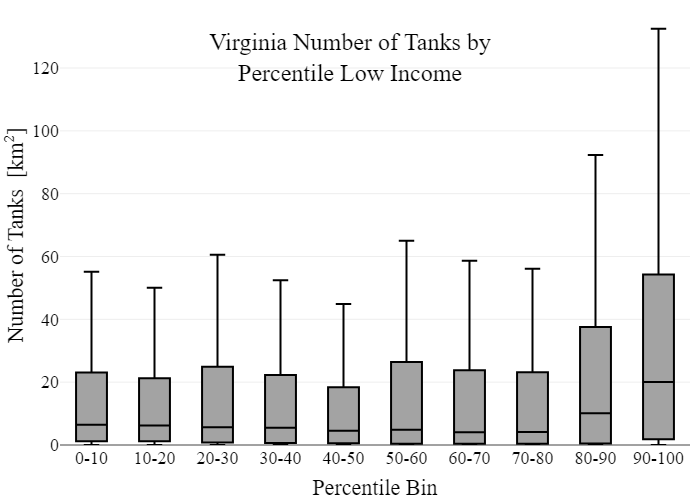 Virginia Number of Tanks by
Percentile Low Income
Number of Tanks [km²]
120
100
80
60
40
20
0
0-10 10-20 20-30 30-40 40-50 50-60 60-70 70-80 80-90 90-100
Percentile Bin